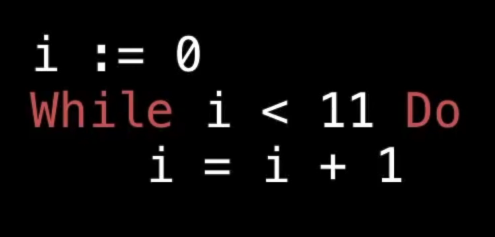 i := 0
While i < 11 Do
    i = i + 1